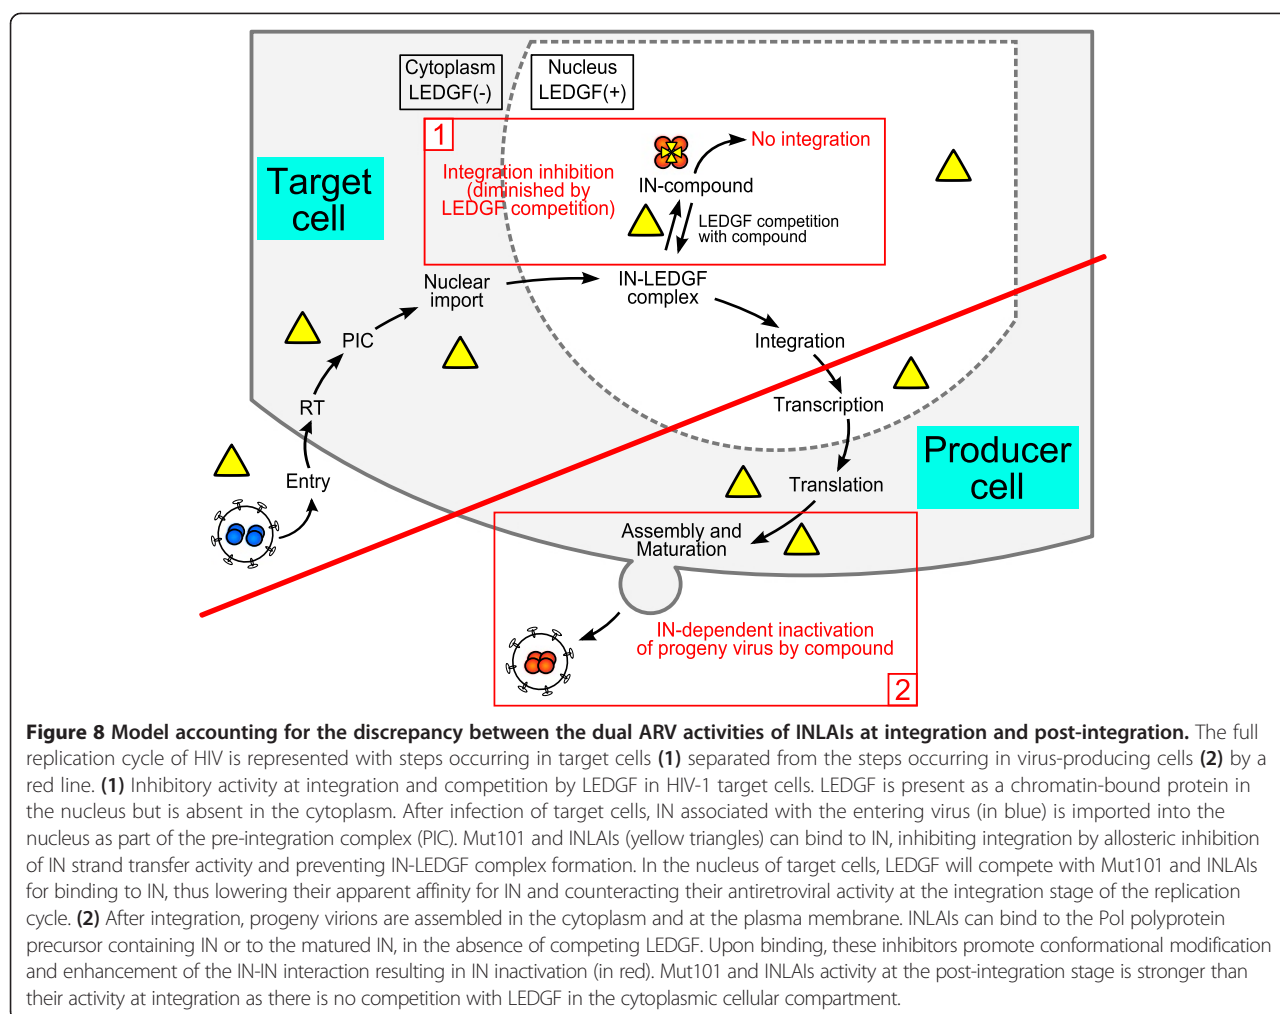 Cytoplasm
LEDGF(-)
Nucleus
LEDGF(+)
1
No integration
Integration inhibition
(diminished by
LEDGF competition)
IN-compound
LEDGF competition
with compound
Target
cell
Nuclear
import
IN-LEDGF
complex
PIC
Integration
RT
Transcription
Entry
Translation
Producer
cell
Assembly and
Maturation
IN-dependent inactivation
of progeny virus by compound
2
Figure 8 Model accounting for the discrepancy between the dual ARV activities of INLAIs at integration and post-integration. The full
replication cycle of HIV is represented with steps occurring in target cells (1) separated from the steps occurring in virus-producing cells (2) by a
red line. (1) Inhibitory activity at integration and competition by LEDGF in HIV-1 target cells. LEDGF is present as a chromatin-bound protein in
the nucleus but is absent in the cytoplasm. After infection of target cells, IN associated with the entering virus (in blue) is imported into the
nucleus as part of the pre-integration complex (PIC). Mut101 and INLAIs (yellow triangles) can bind to IN, inhibiting integration by allosteric inhibition
of IN strand transfer activity and preventing IN-LEDGF complex formation. In the nucleus of target cells, LEDGF will compete with Mut101 and INLAIs
for binding to IN, thus lowering their apparent affinity for IN and counteracting their antiretroviral activity at the integration stage of the replication
cycle. (2) After integration, progeny virions are assembled in the cytoplasm and at the plasma membrane. INLAIs can bind to the Pol polyprotein
precursor containing IN or to the matured IN, in the absence of competing LEDGF. Upon binding, these inhibitors promote conformational modification
and enhancement of the IN-IN interaction resulting in IN inactivation (in red). Mut101 and INLAIs activity at the post-integration stage is stronger than
their activity at integration as there is no competition with LEDGF in the cytoplasmic cellular compartment.